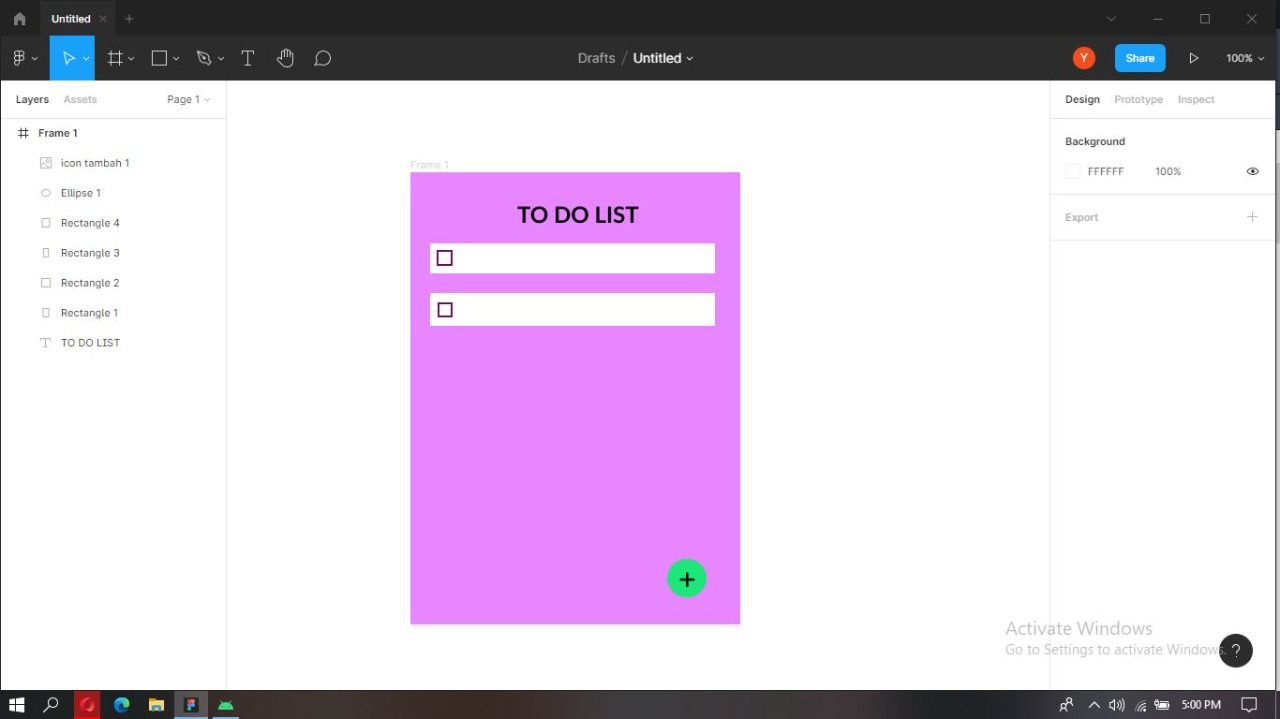 Untitled
Drafts / Untitled
Y
Share
100%
Layers
Assets
Page 1
Design
Prototype
Inspect
Frame 1
icon tambah 1
Ellipse 1
Rectangle 4
Rectangle 3
Rectangle 2
Rectangle 1
T TO DO LIST
Frame 1
TO DO LIST
+
Background
FFFFFF
100%
Export
Activate Windows
Go to Settings to activate Windows.
?
5:00 PM